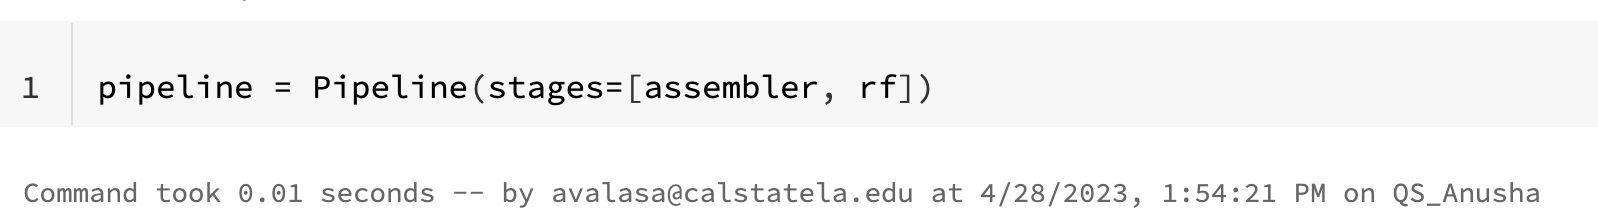 1 pipeline = Pipeline(stages=[assembler, rf])
Command took 0.01 seconds -- by avalasa@calstatela.edu at 4/28/2023, 1:54:21 PM on QS_Anusha